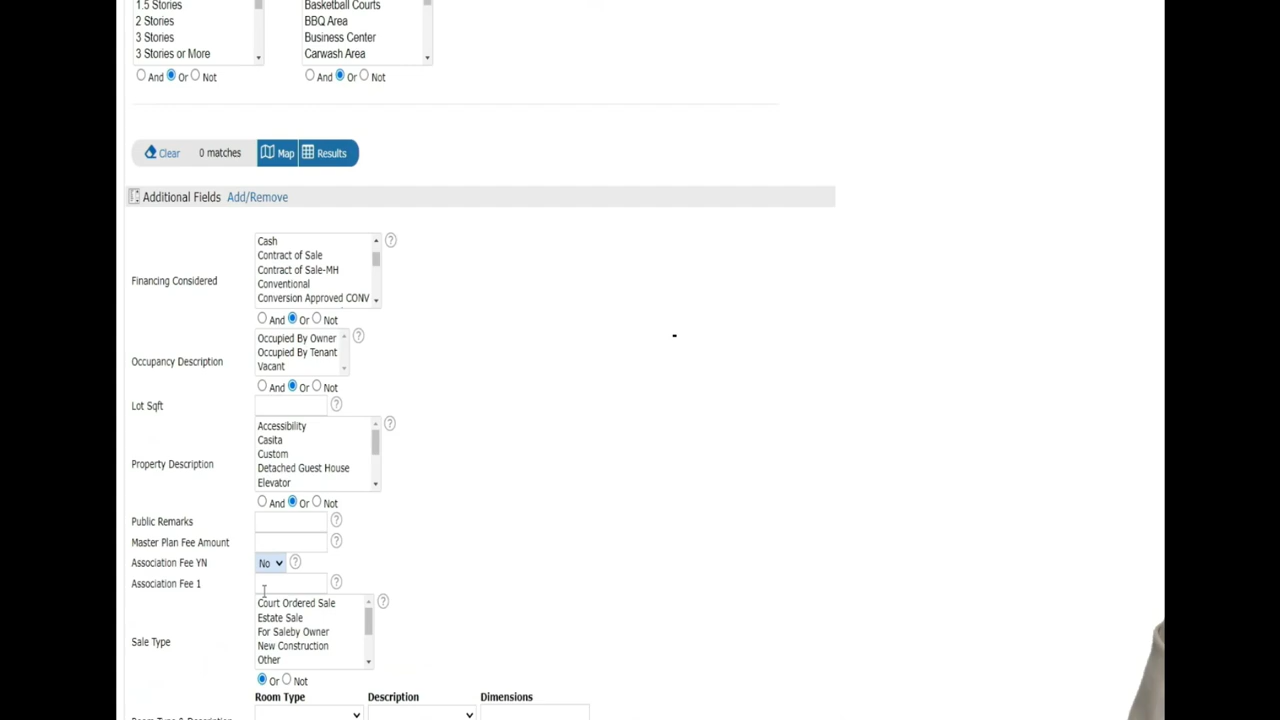 1.5 Stories
2 Stories
3 Stories
3 Stories or More
And Or Not
Basketball Courts
BBQ Area
Business Center
Carwash Area
And Or Not
Clear 0 matches Map Results
Additional Fields Add/Remove
Financing Considered
Cash
Contract of Sale
Contract of Sale-MH
Conventional
Conversion Approved CONV
?
And Or Not
Occupancy Description
Occupied By Owner
Occupied By Tenant
Vacant
?
And Or Not
Lot Sqft ?
Property Description
Accessibility
Casita
Custom
Detached Guest House
Elevator
?
And Or Not
Public Remarks ?
Master Plan Fee Amount ?
Association Fee YN No ?
Association Fee 1 ?
Sale Type
Court Ordered Sale
Estate Sale
For Saleby Owner
New Construction
Other
?
Or Not
Room Type Description Dimensions